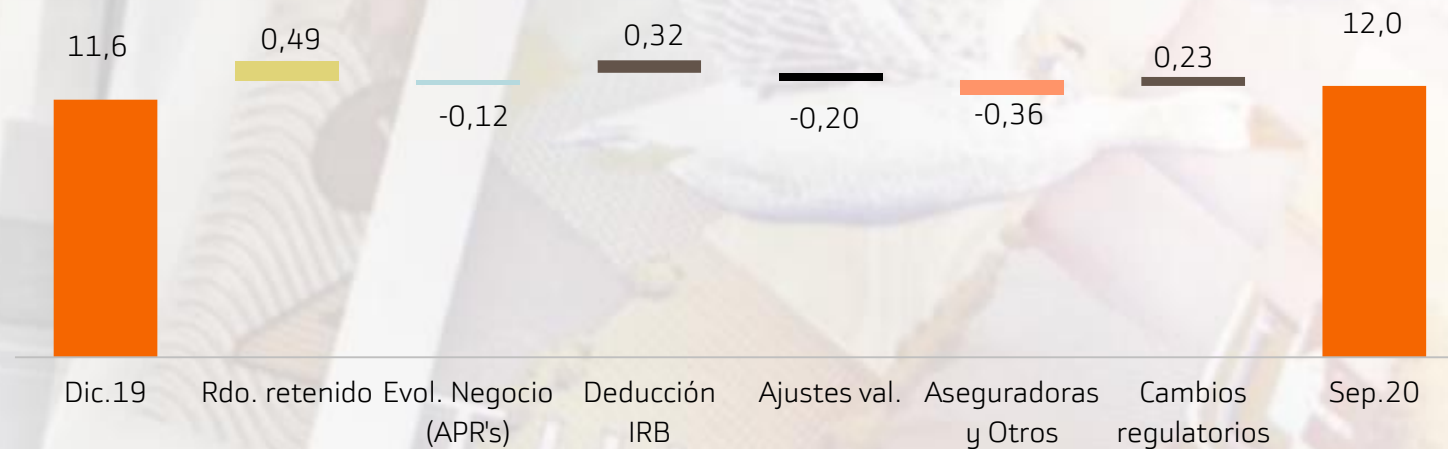 11,6
0,49
-0,12
0,32
-0,20
-0,36
0,23
12,0
Dic.19
Rdo. retenido
Evol. Negocio
(APR's)
Deducción
IRB
Ajustes val.
Aseguradoras
y Otros
Cambios
regulatorios
Sep.20